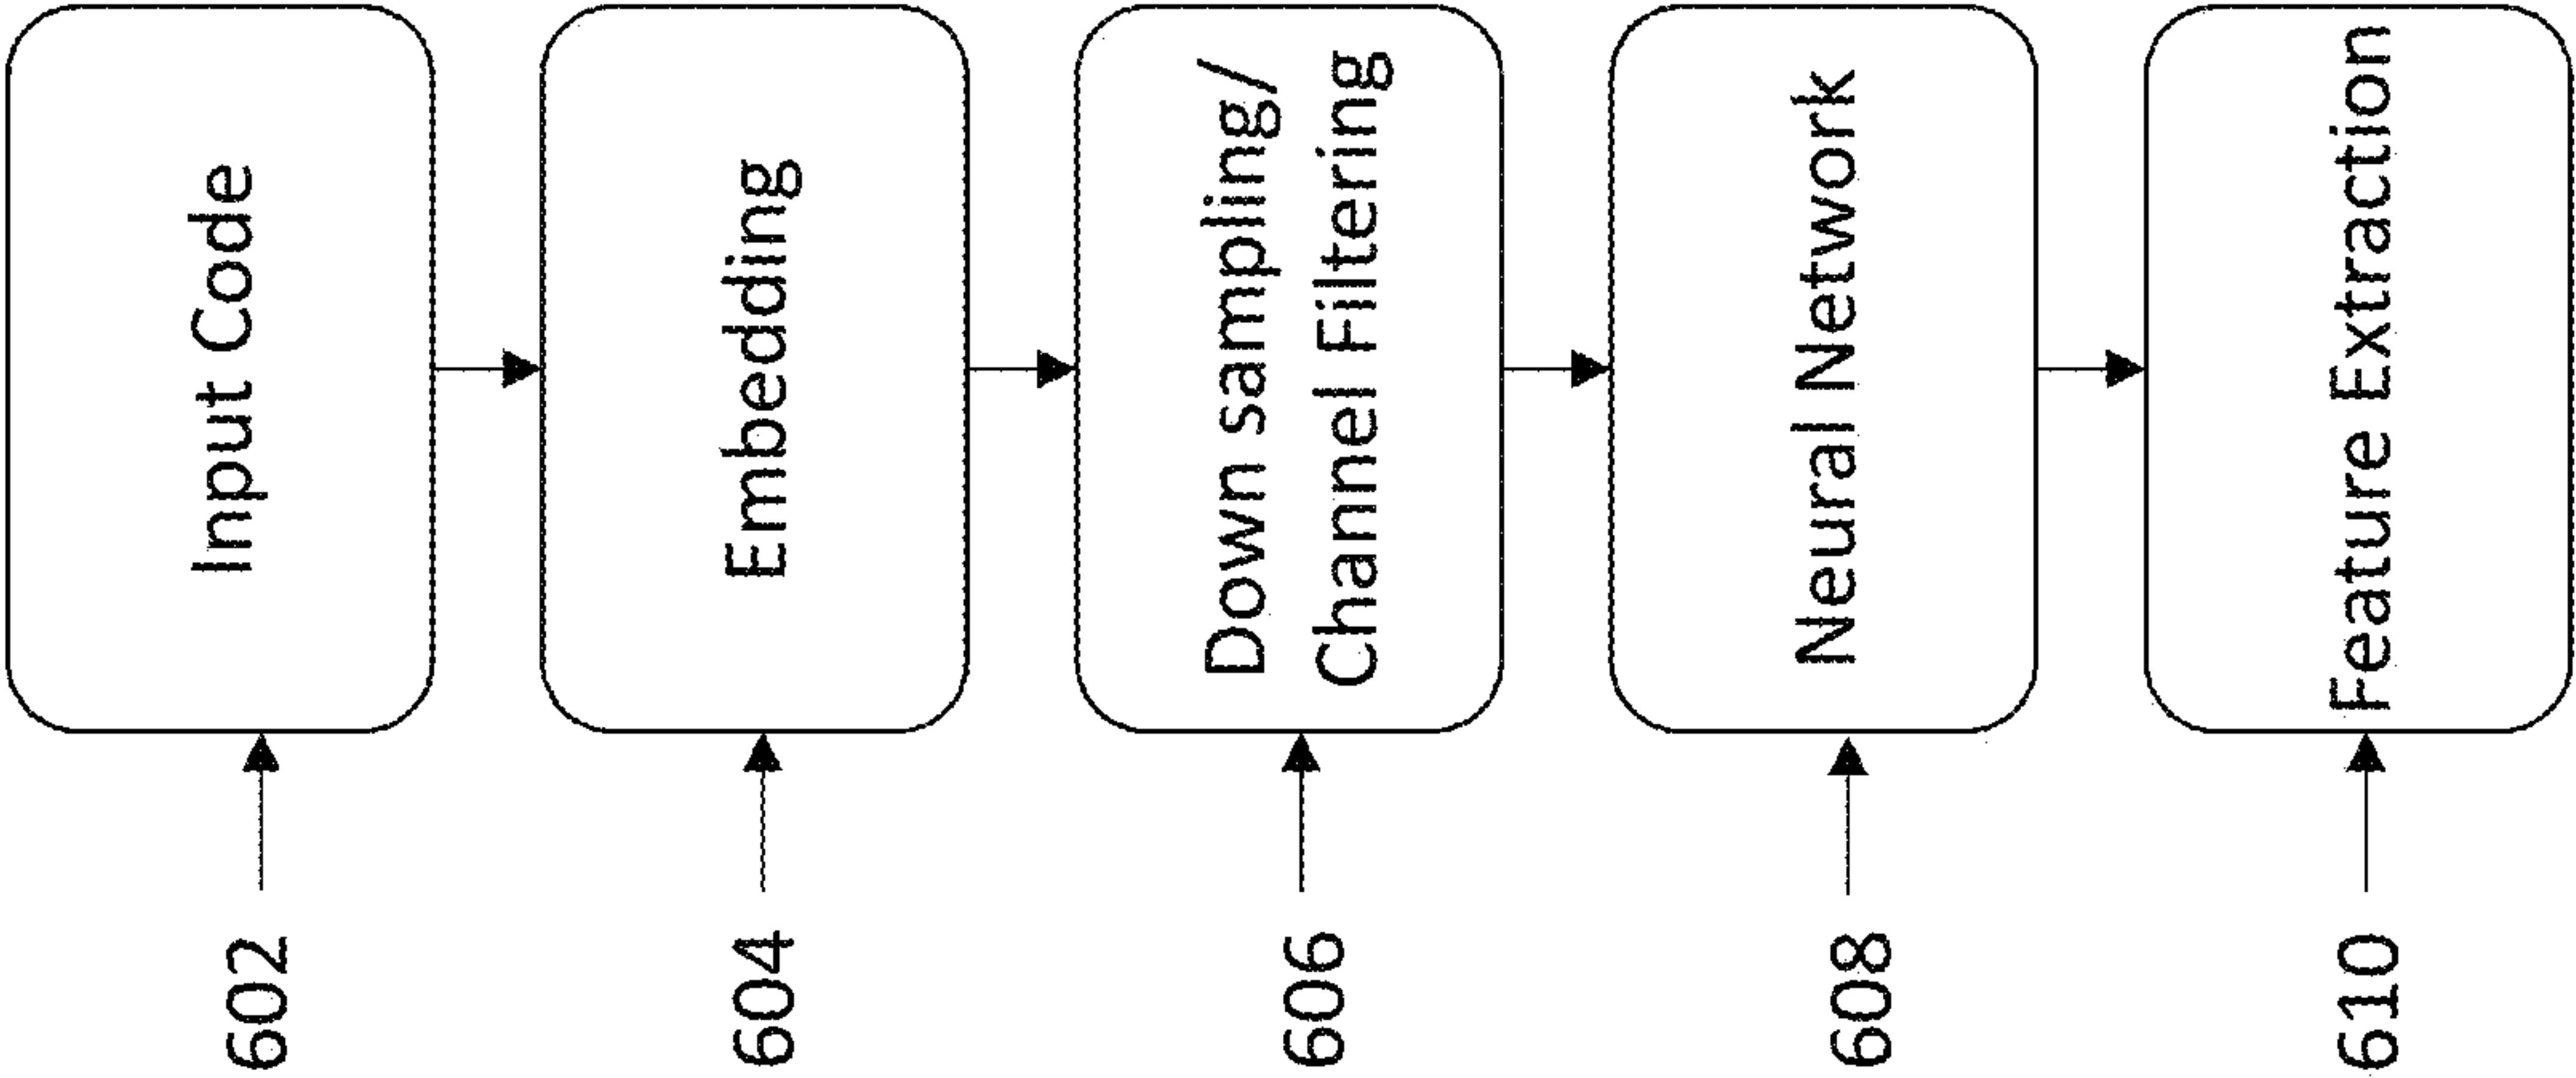 602
Input Code
604
Embedding
606
Down sampling/
Channel Filtering
608
Neural Network
610
Feature Extraction